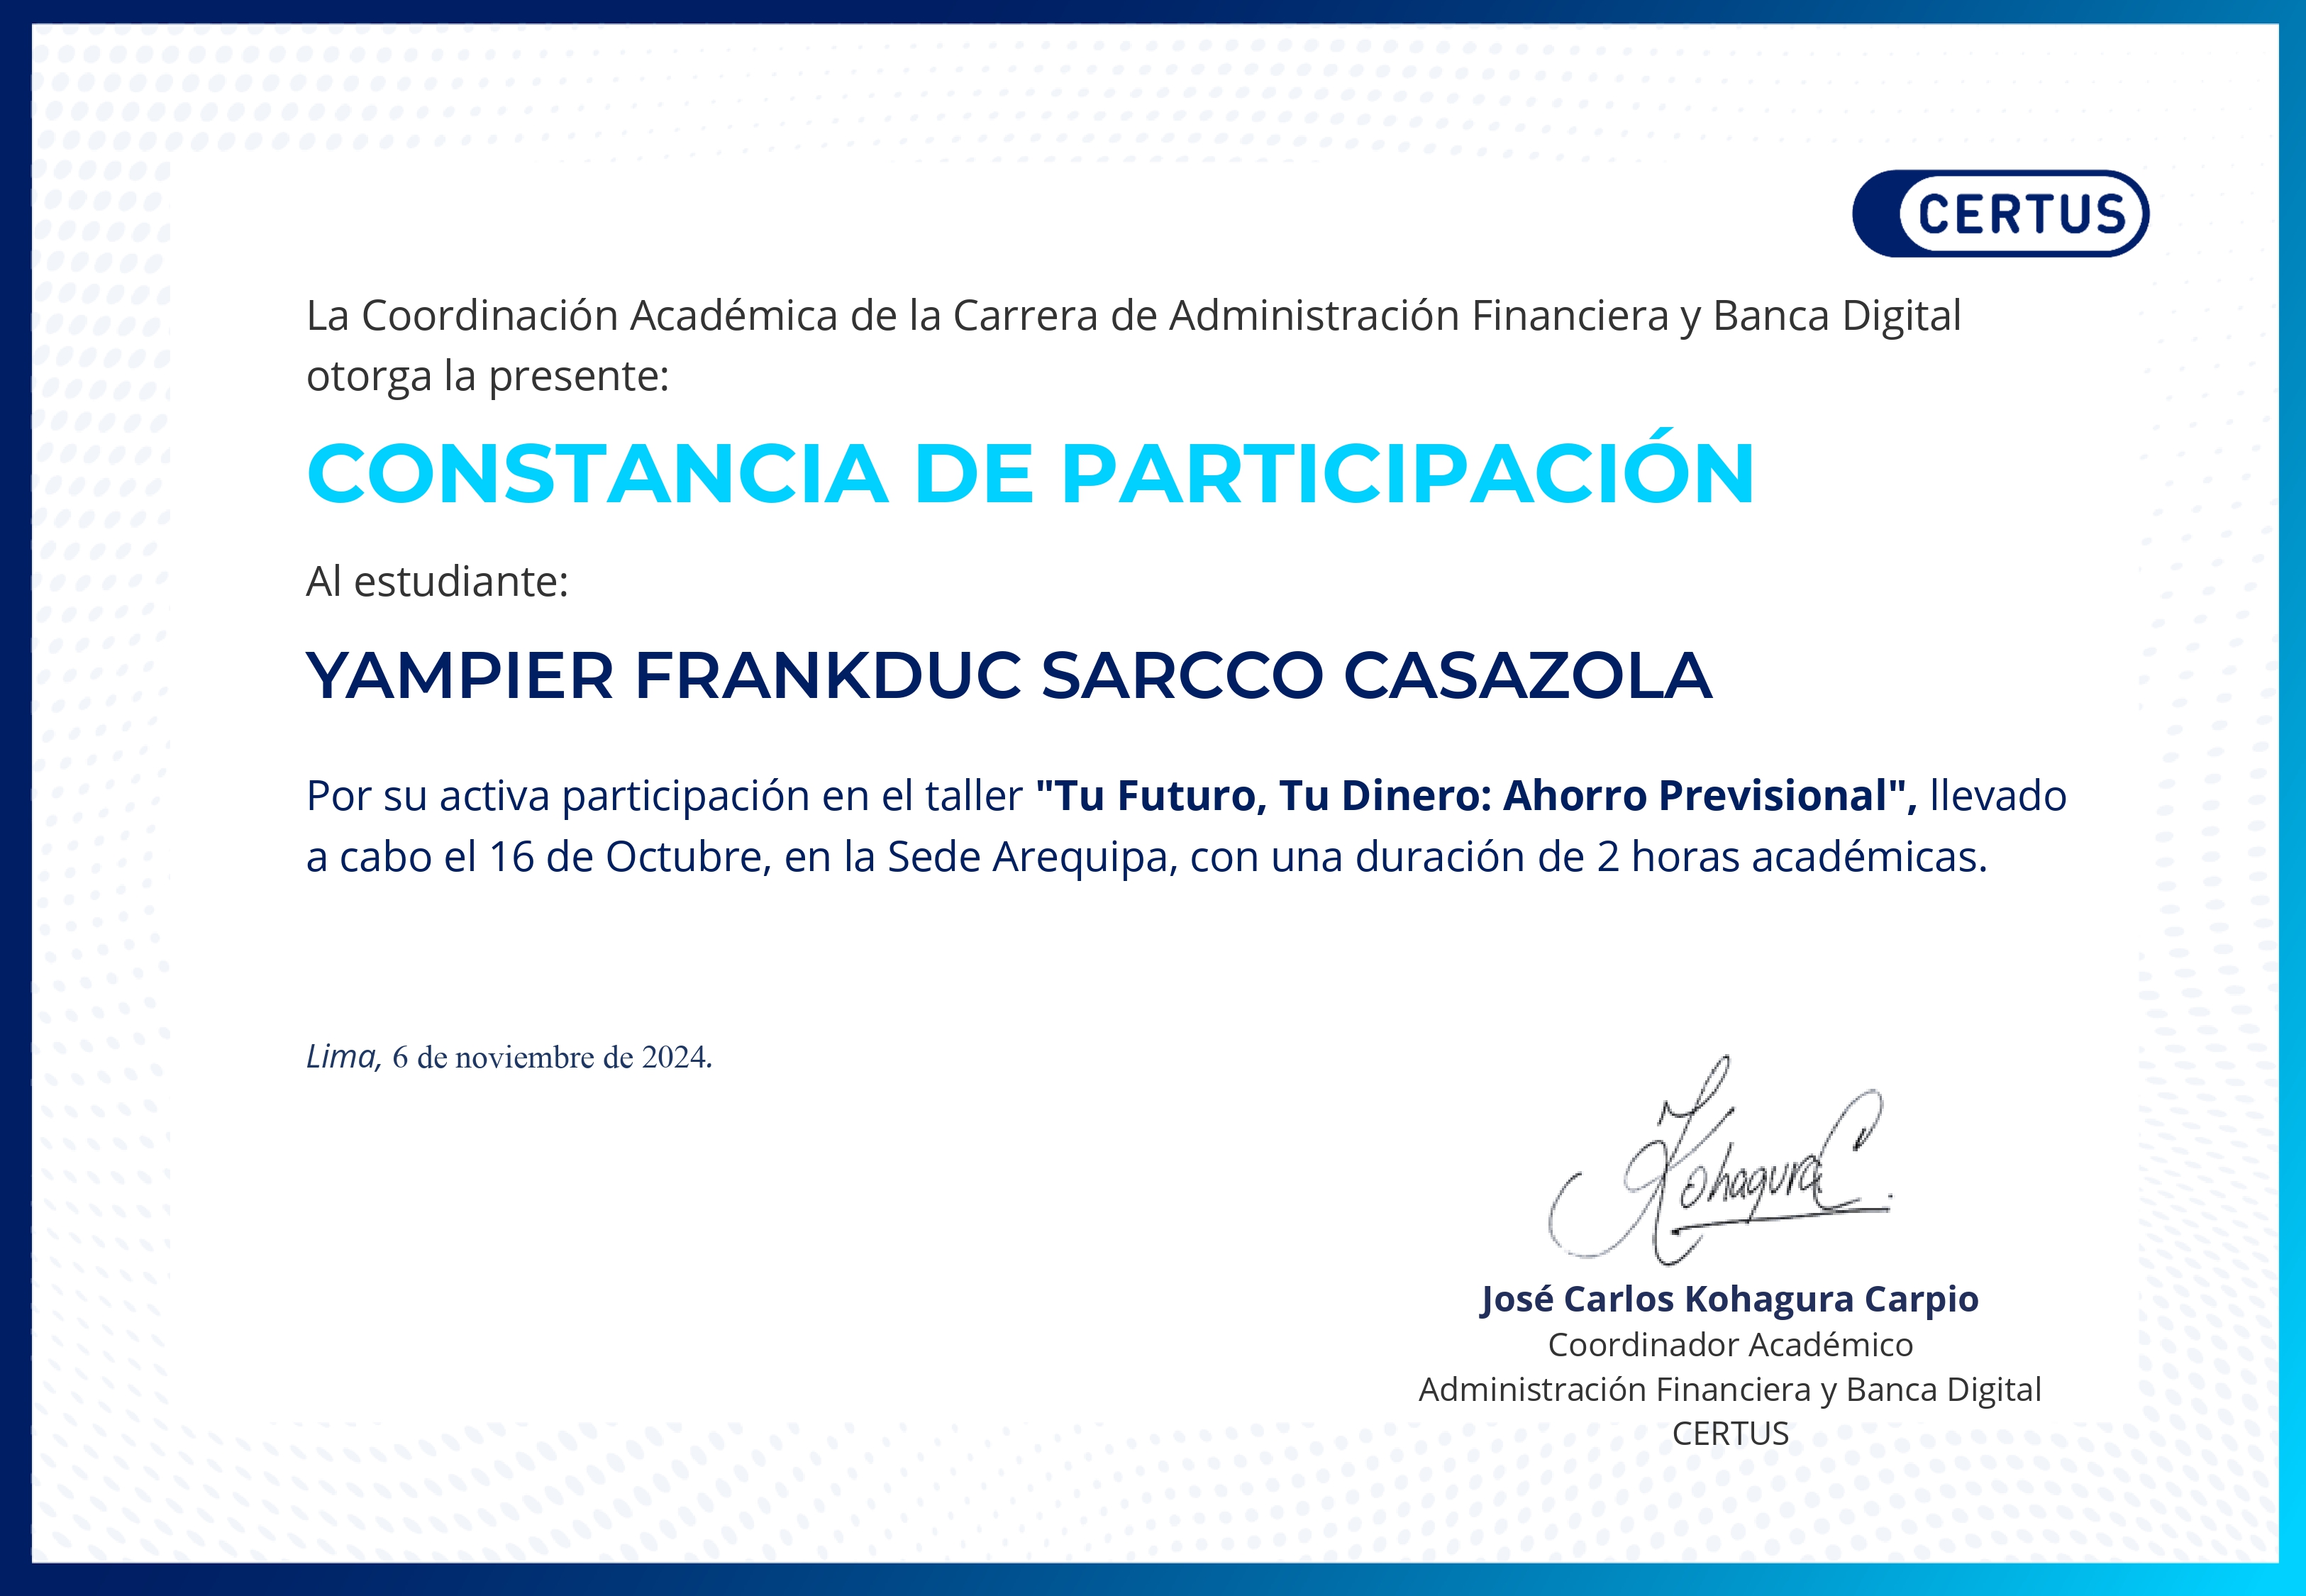 CERTUS
La Coordinación Académica de la Carrera de Administración Financiera y Banca Digital
otorga la presente:
CONSTANCIA DE PARTICIPACIÓN
Al estudiante:
YAMPIER FRANKDUC SARCCO CASAZOLA
Por su activa participación en el taller "Tu Futuro, Tu Dinero: Ahorro Previsional", llevado
a cabo el 16 de Octubre, en la Sede Arequipa, con una duración de 2 horas académicas.
Lima, 6 de noviembre de 2024.
Kohagura C.
José Carlos Kohagura Carpio
Coordinador Académico
Administración Financiera y Banca Digital
CERTUS